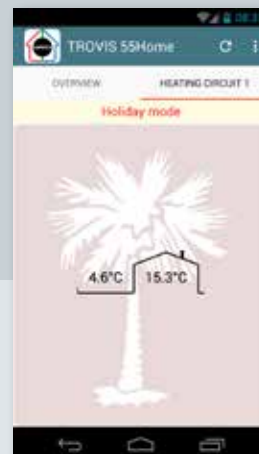 TROVIS 55Home
OVERVIEW
HEATING CIRCUIT 1
Holiday mode
4.6°C
15.3°C